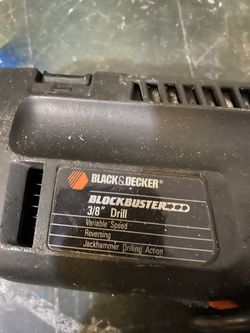 BLACK&DECKER
BLOCKBUSTER
3/8" Drill
Variable Speed
Reversing
Jackhammer Drilling Action